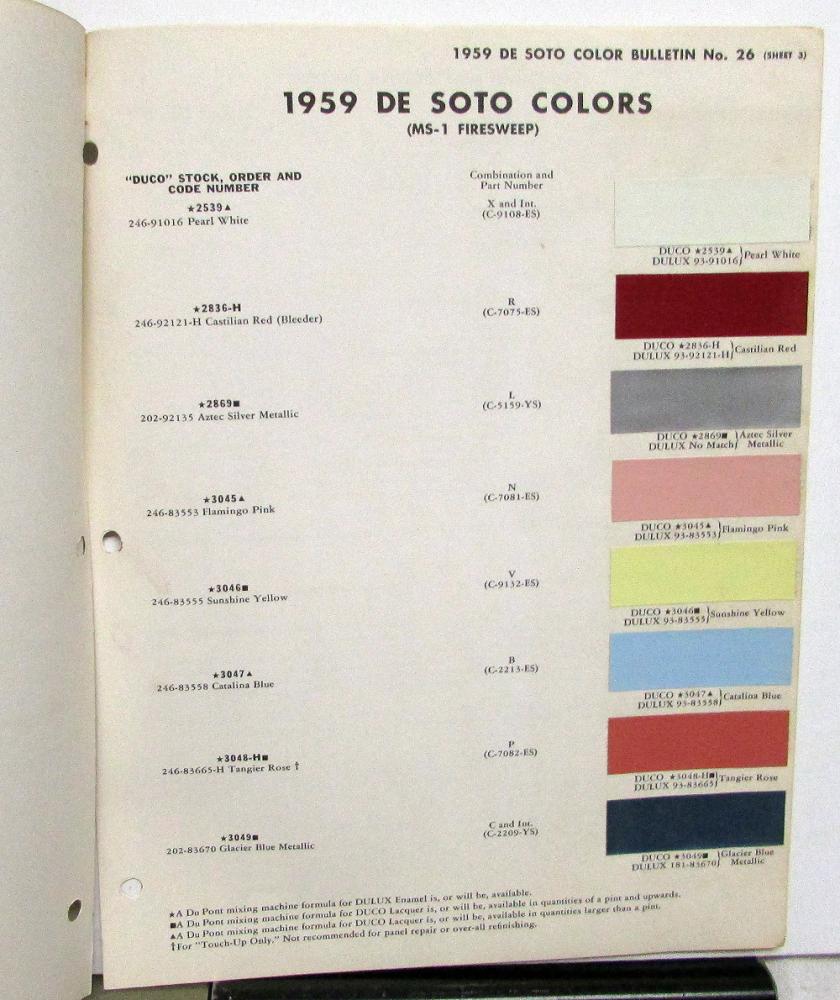 1959 DE SOTO COLOR BULLETIN No. 26 (SHEET 3)
1959 DE SOTO COLORS
(MS-1 FIRESWEEP)
"DUCO" STOCK, ORDER AND
CODE NUMBER
Combination and
Part Number
★2539▲
246-91016 Pearl White
X and Int.
(C-9108-ES)
DUCO ★2539▲
DULUX 93-91016} Pearl White
★2836-H
246-92121-H Castilian Red (Bleeder)
R
(C-7075-ES)
DUCO ★2836-H
DULUX 93-92121-H} Castilian Red
★2869■
202-92135 Aztec Silver Metallic
L
(C-5159-YS)
DUCO ★2869■ } Aztec Silver
DULUX No Match} Metallic
★3045▲
246-83553 Flamingo Pink
N
(C-7081-ES)
DUCO ★3045▲
DULUX 93-83553} Flamingo Pink
★3046■
246-83555 Sunshine Yellow
V
(C-9132-ES)
DUCO ★3046■
DULUX 93-83555} Sunshine Yellow
★3047▲
246-83558 Catalina Blue
B
(C-2213-ES)
DUCO ★3047▲
DULUX 93-83558} Catalina Blue
★3048-H■
246-83665-H Tangier Rose †
P
(C-7082-ES)
DUCO ★3048-H■
DULUX 93-83665} Tangier Rose
★3049■
202-83670 Glacier Blue Metallic
C and Int.
(C-2209-YS)
DUCO ★3049■ } Glacier Blue
DULUX 181-83670} Metallic
★A Du Pont mixing machine formula for DULUX Enamel is, or will be, available.
■A Du Pont mixing machine formula for DUCO Lacquer is, or will be, available in quantities of a pint and upwards.
▲A Du Pont mixing machine formula for DUCO Lacquer is, or will be, available in quantities larger than a pint.
†For "Touch-Up Only." Not recommended for panel repair or over-all refinishing.